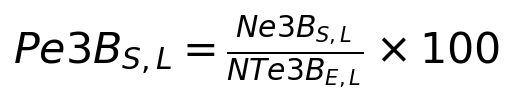 $Pe3B_{S,L} = \frac{Ne3B_{S,L}}{NTe3B_{E,L}} \times 100$